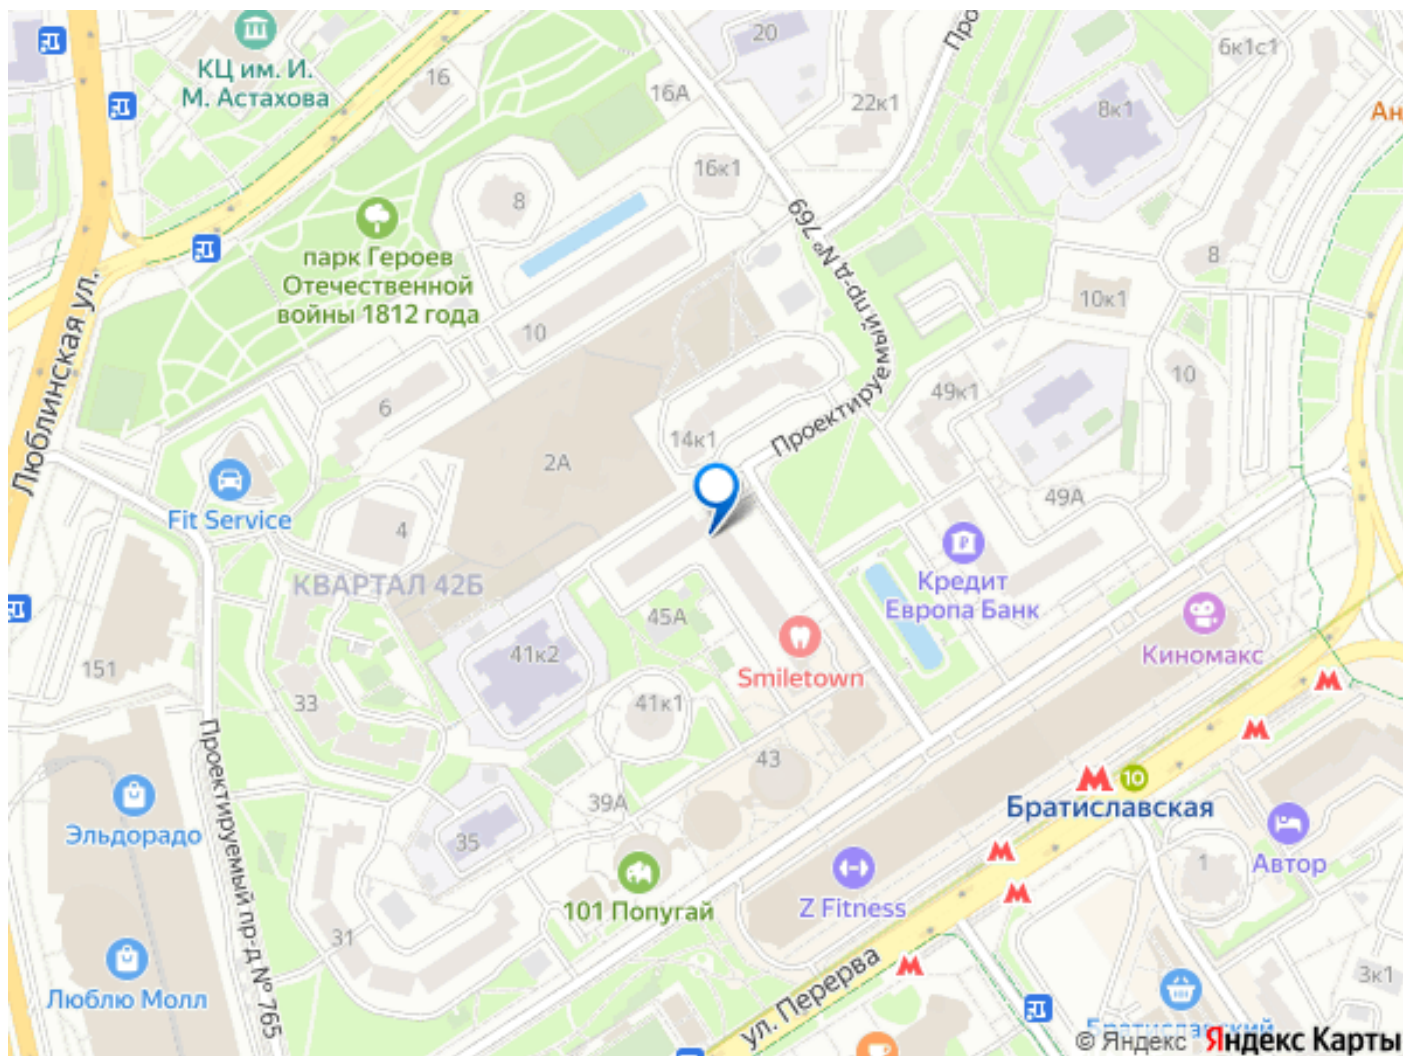 20
6к1с1
Про
КЦ им. И.
М. Астахова
16
16А
22к1
8к1
Ан
16к1
8
парк Героев
Отечественной
войны 1812 года
Проектируемый пр-д № 769
8
10к1
10
Люблинская ул.
6
49к1
10
14к1
2А
49А
Fit Service
4
КВАРТАЛ 42Б
Кредит
Европа Банк
45А
Киномакс
41к2
Smiletown
151
33
41к1
43
10
Братиславская
39А
Проектируемый пр-д № 765
Эльдорадо
35
1
Автор
101 Попугай
Z Fitness
31
ул. Перерва
Люблю Молл
3к1
Братиславский
© Яндекс Яндекс Карты